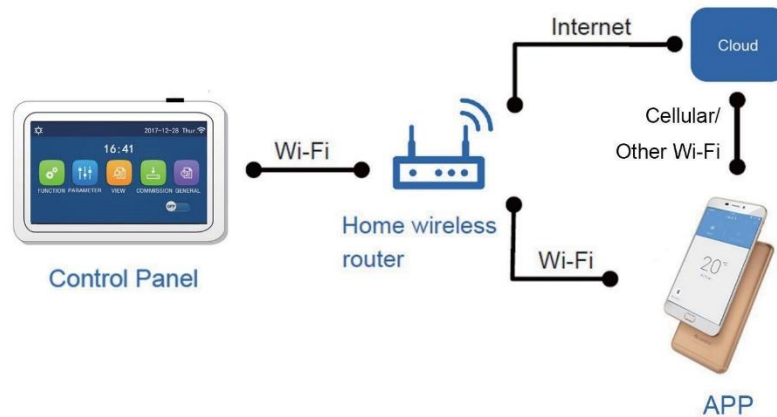 Internet
Cloud
Cellular/
Other Wi-Fi
2017-12-28 Thur.
16:41
Wi-Fi
FUNCTION PARAMETER VIEW COMMISSION GENERAL
OFF
Home wireless
router
Control Panel
Wi-Fi
20°C
APP